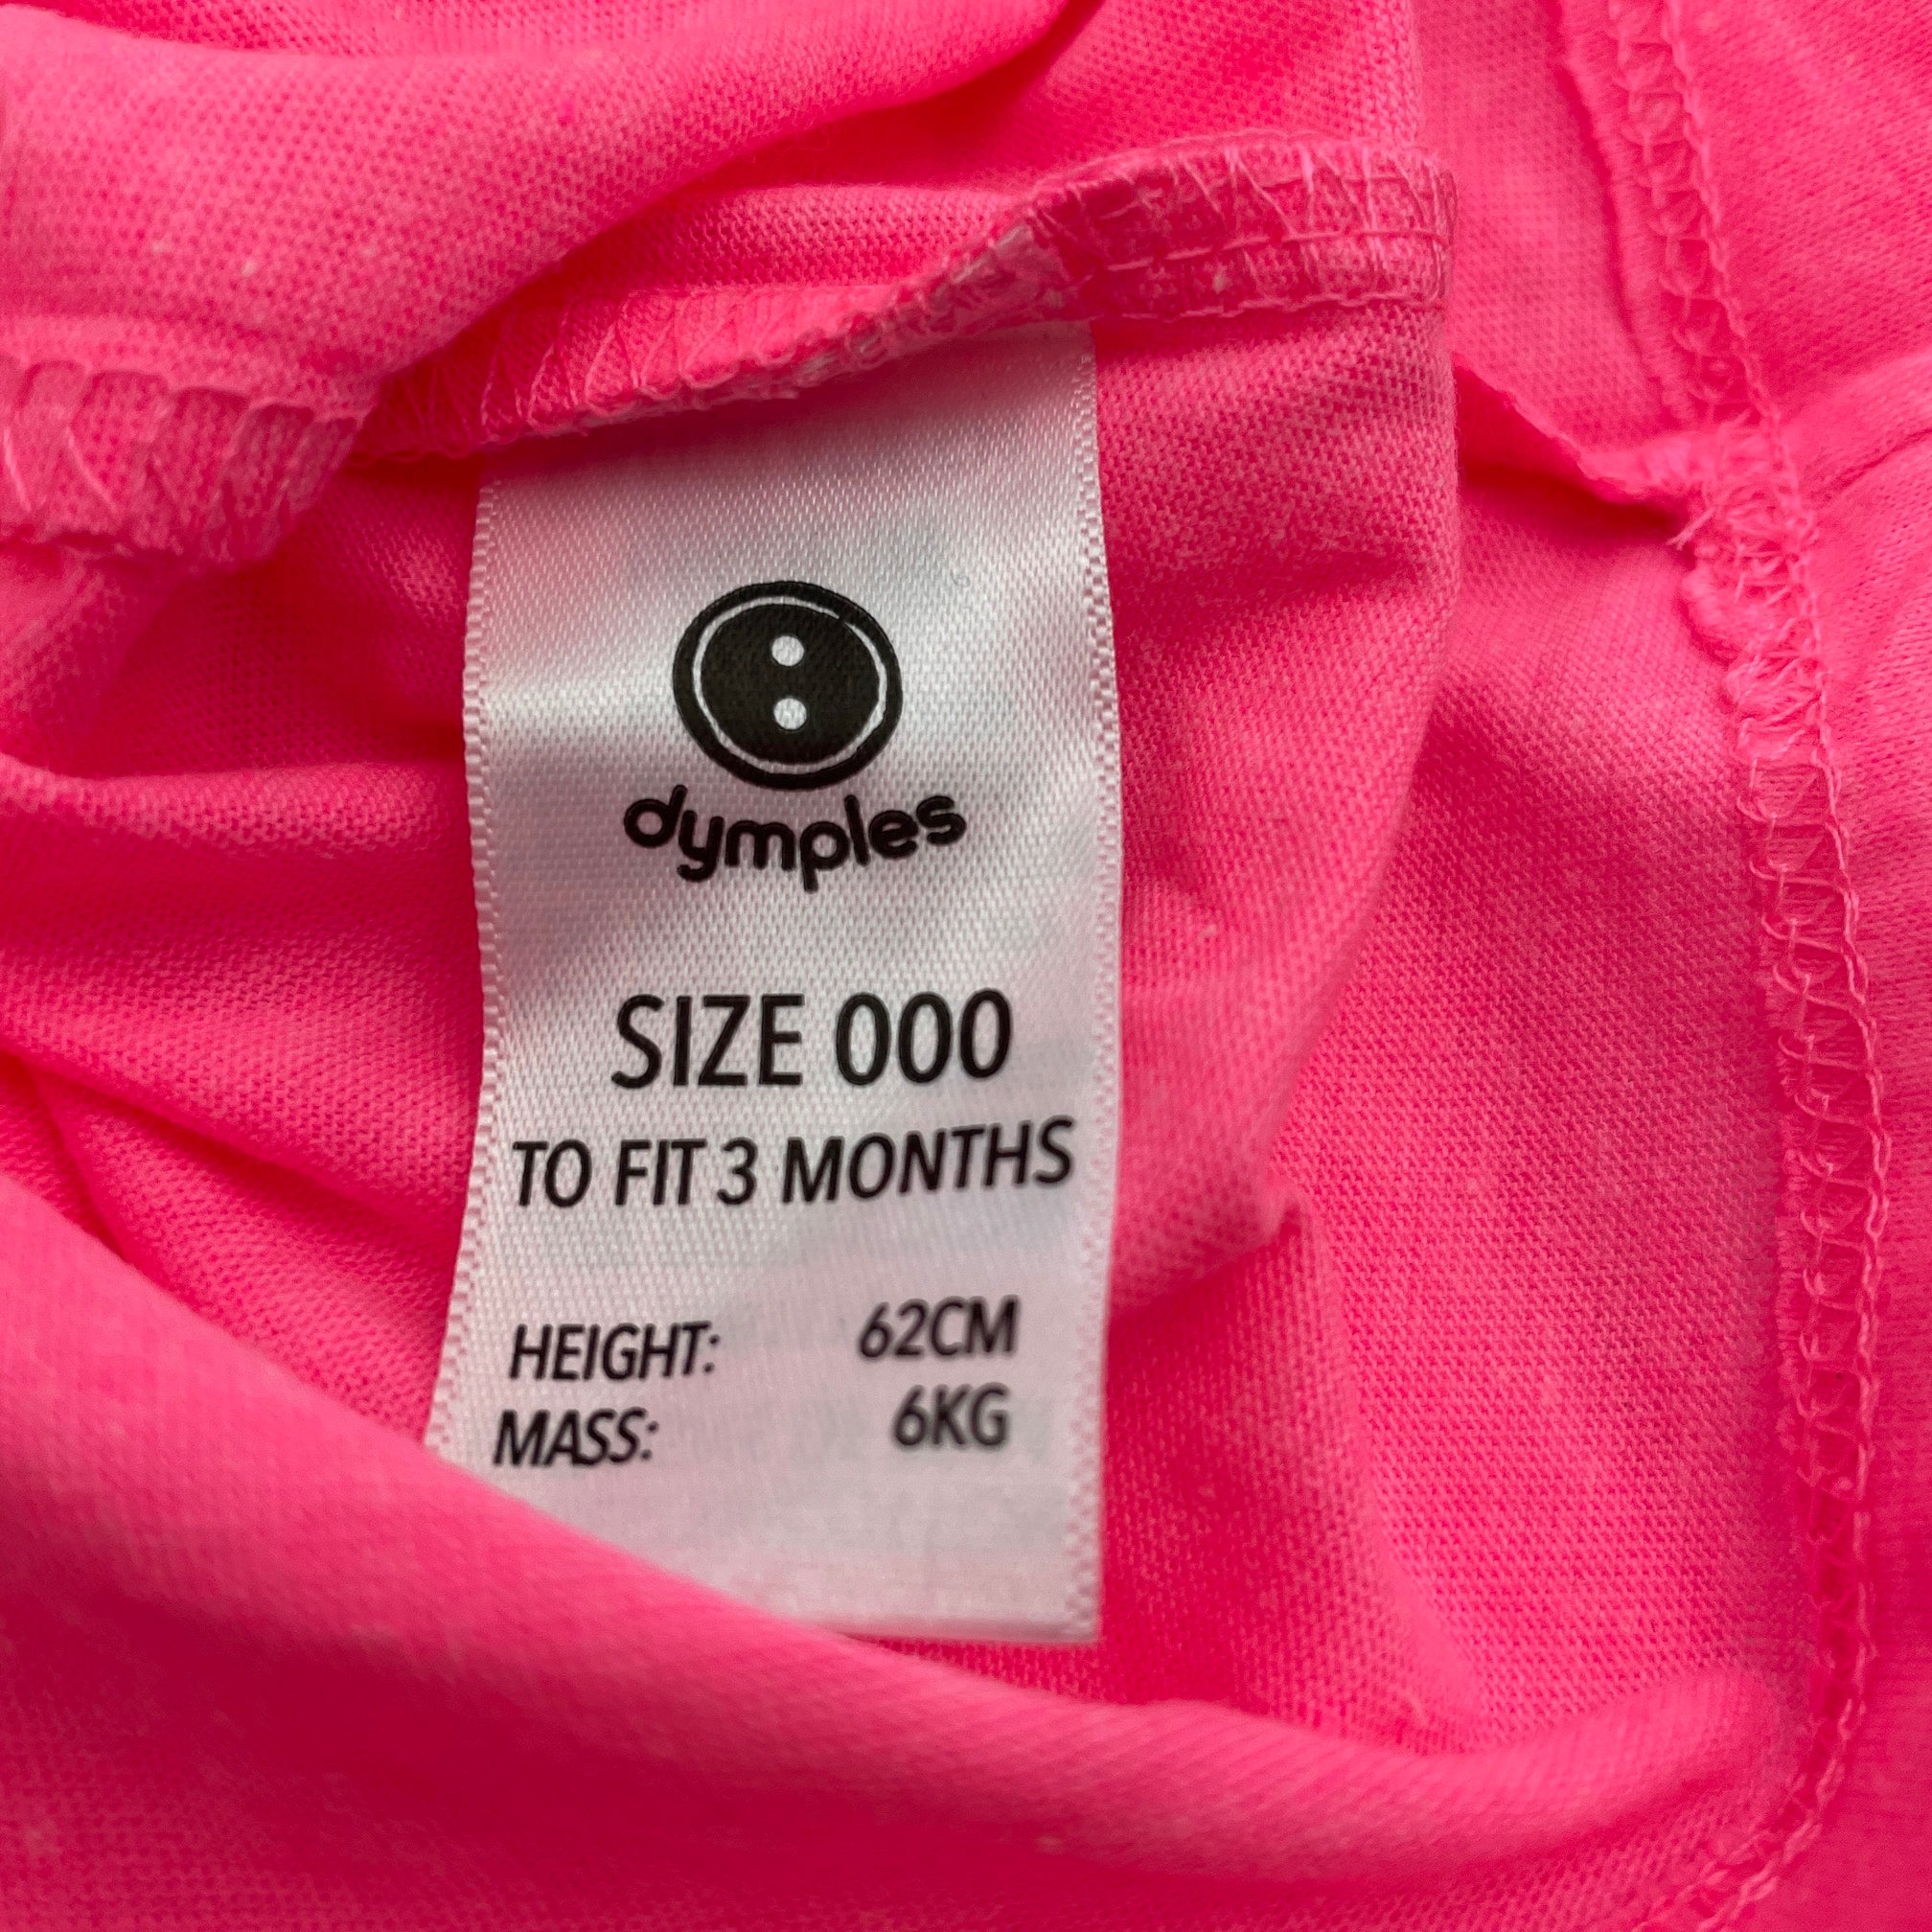 dymples
SIZE 000
TO FIT 3 MONTHS
HEIGHT: 62CM
MASS: 6KG